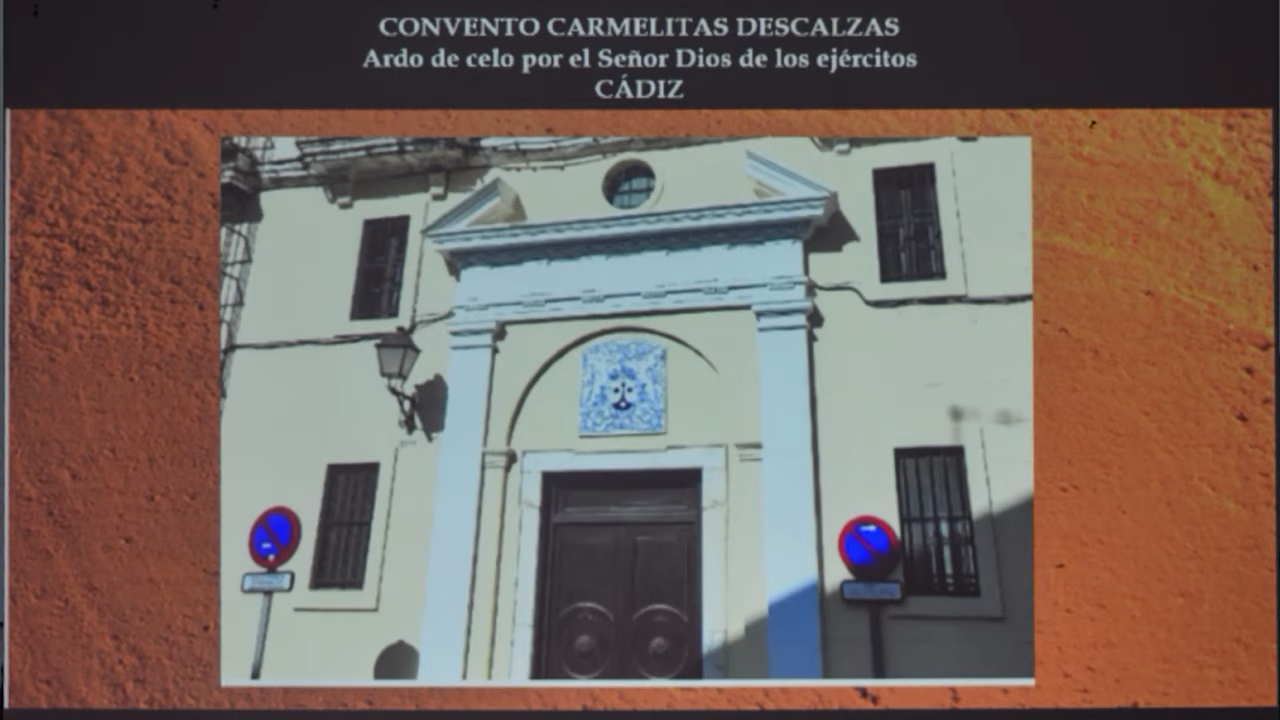 CONVENTO CARMELITAS DESCALZAS
Ardo de celo por el Señor Dios de los ejércitos
CÁDIZ